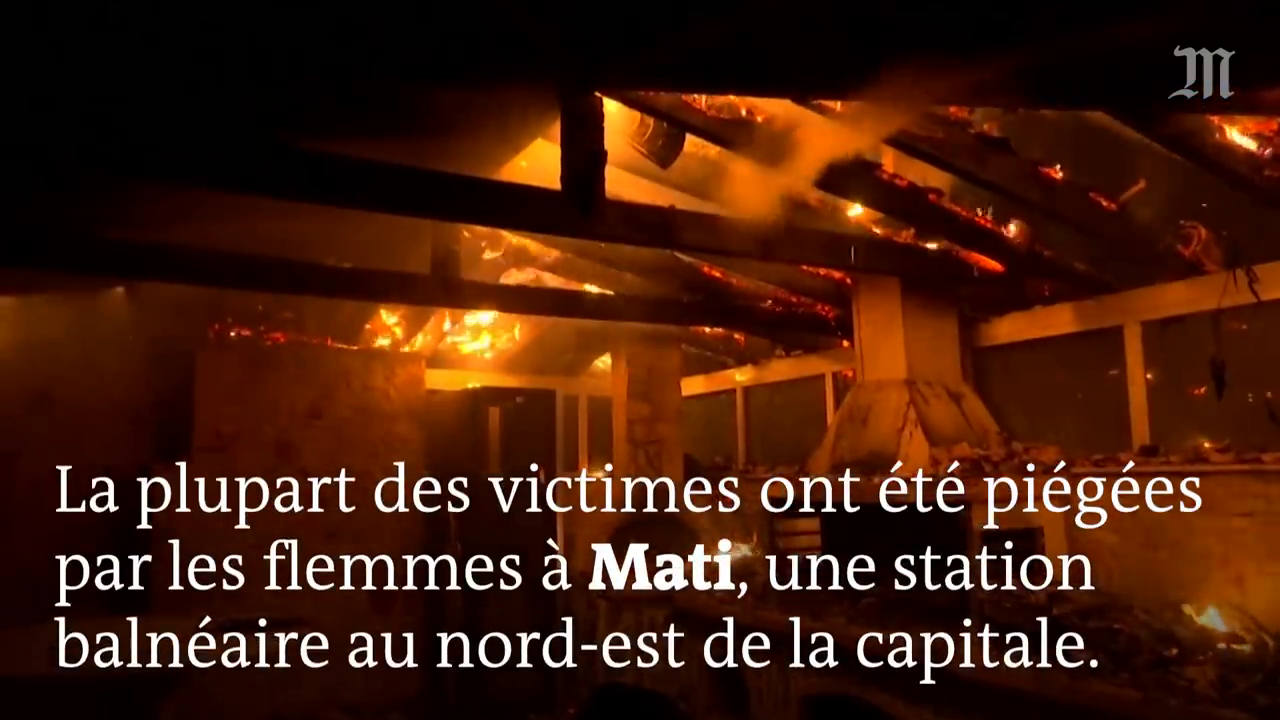 M
La plupart des victimes ont été piégées
par les flemmes à Mati, une station
balnéaire au nord-est de la capitale.